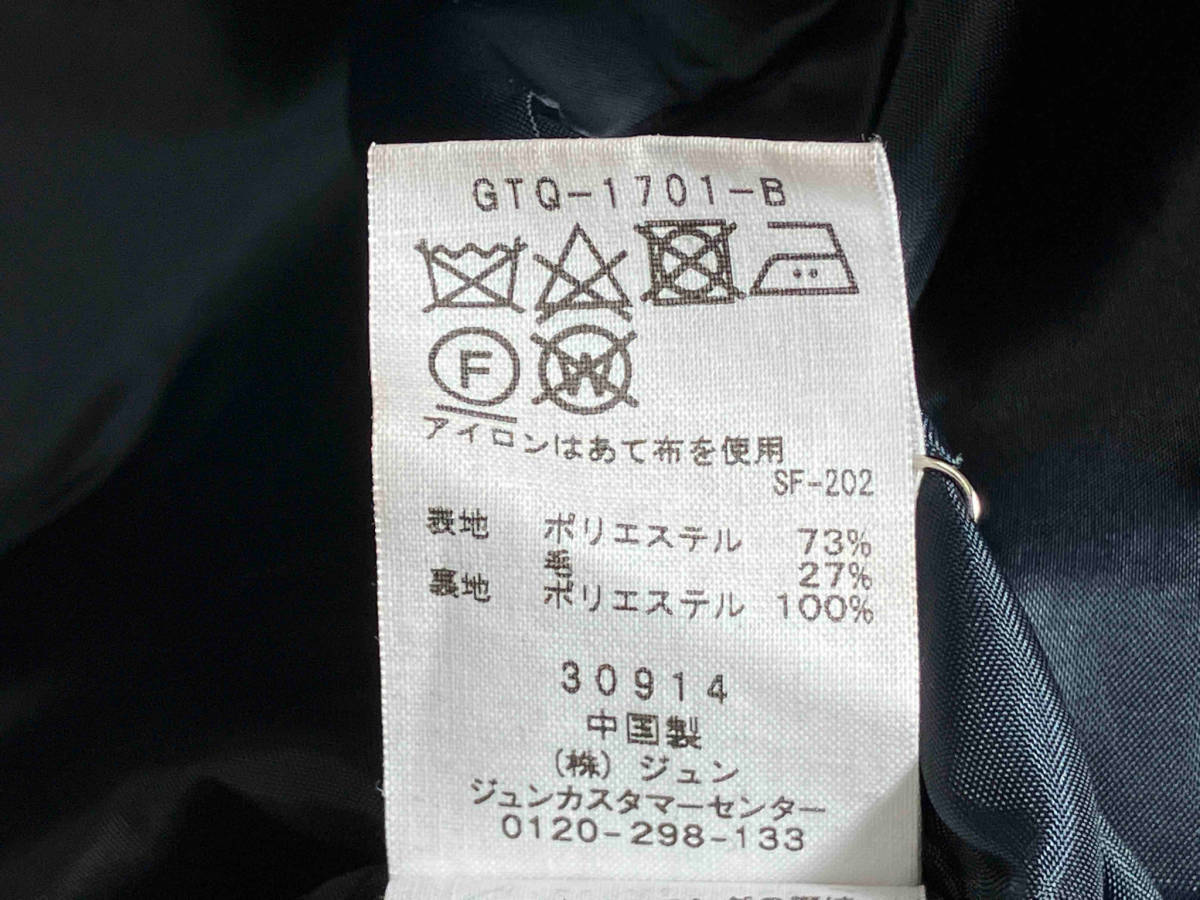 GTQ-1701-B
F
W
アイロンはあて布を使用
SF-202
表地 ポリエステル 73%
毛 27%
裏地 ポリエステル 100%
30914
中国製
(株) ジュン
ジュンカスタマーセンター
0120-298-133